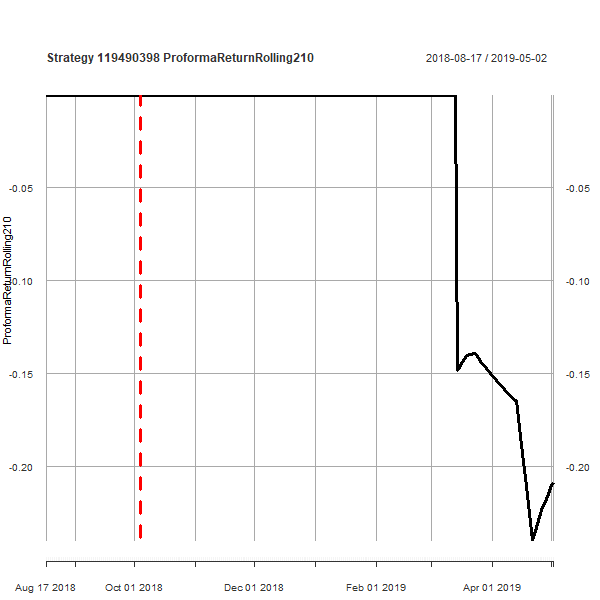 Strategy 119490398 ProformaReturnRolling210
2018-08-17 / 2019-05-02
ProformaReturnRolling210
-0.05
-0.10
-0.15
-0.20
-0.05
-0.10
-0.15
-0.20
Aug 17 2018
Oct 01 2018
Dec 01 2018
Feb 01 2019
Apr 01 2019